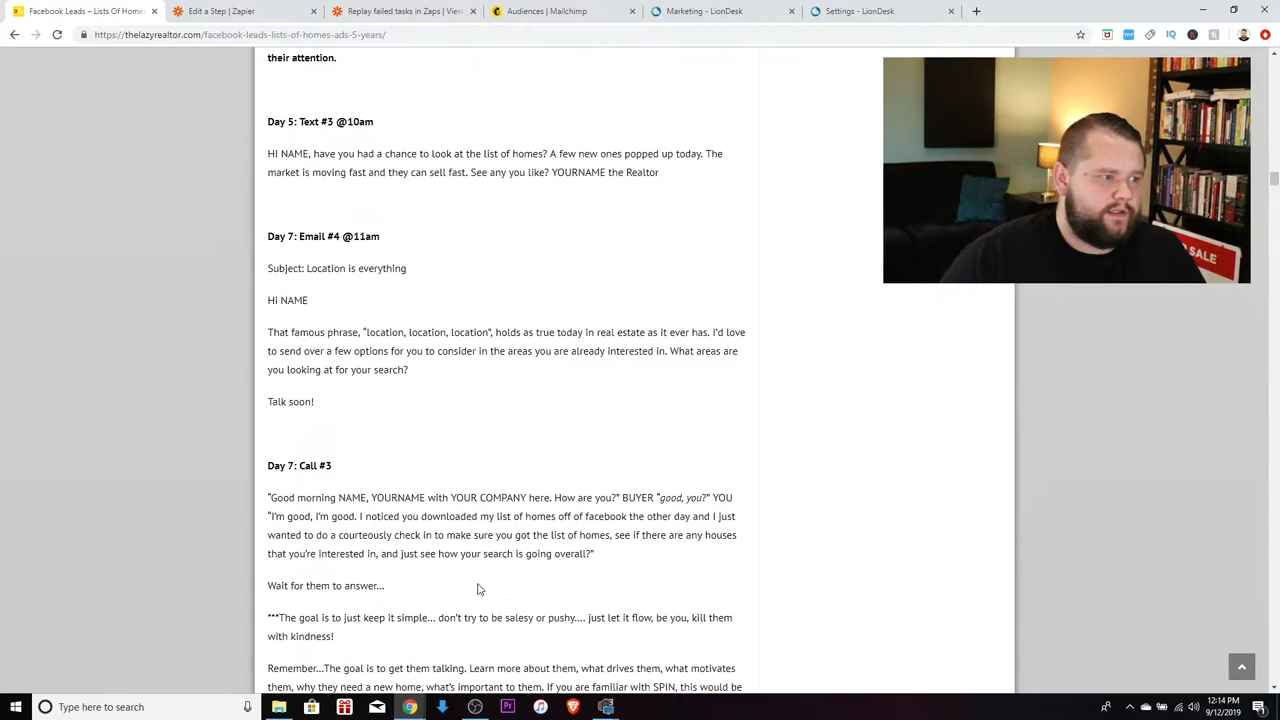 Facebook Leads – Lists Of Home
Edit a Step | Zapier
Replay failed tasks in Zaps | View
Audiences | Mailchimp
Marketing - LionDesk
Settings - LionDesk
https://thelazyrealtor.com/facebook-leads-lists-of-homes-ads-5-years/
their attention.
Day 5: Text #3 @10am
HI NAME, have you had a chance to look at the list of homes? A few new ones popped up today. The
market is moving fast and they can sell fast. See any you like? YOURNAME the Realtor
Day 7: Email #4 @11am
Subject: Location is everything
Hi NAME
That famous phrase, “location, location, location”, holds as true today in real estate as it ever has. I’d love
to send over a few options for you to consider in the areas you are already interested in. What areas are
you looking at for your search?
Talk soon!
Day 7: Call #3
“Good morning NAME, YOURNAME with YOUR COMPANY here. How are you?” BUYER “good, you?” YOU
“I’m good, I’m good. I noticed you downloaded my list of homes off of facebook the other day and I just
wanted to do a courteously check in to make sure you got the list of homes, see if there are any houses
that you’re interested in, and just see how your search is going overall?”
Wait for them to answer…
***The goal is to just keep it simple… don’t try to be salesy or pushy…. just let it flow, be you, kill them
with kindness!
Remember…The goal is to get them talking. Learn more about them, what drives them, what motivates
them, why they need a new home, what’s important to them. If you are familiar with SPIN, this would be
SALE
Type here to search
12:14 PM
9/12/2019